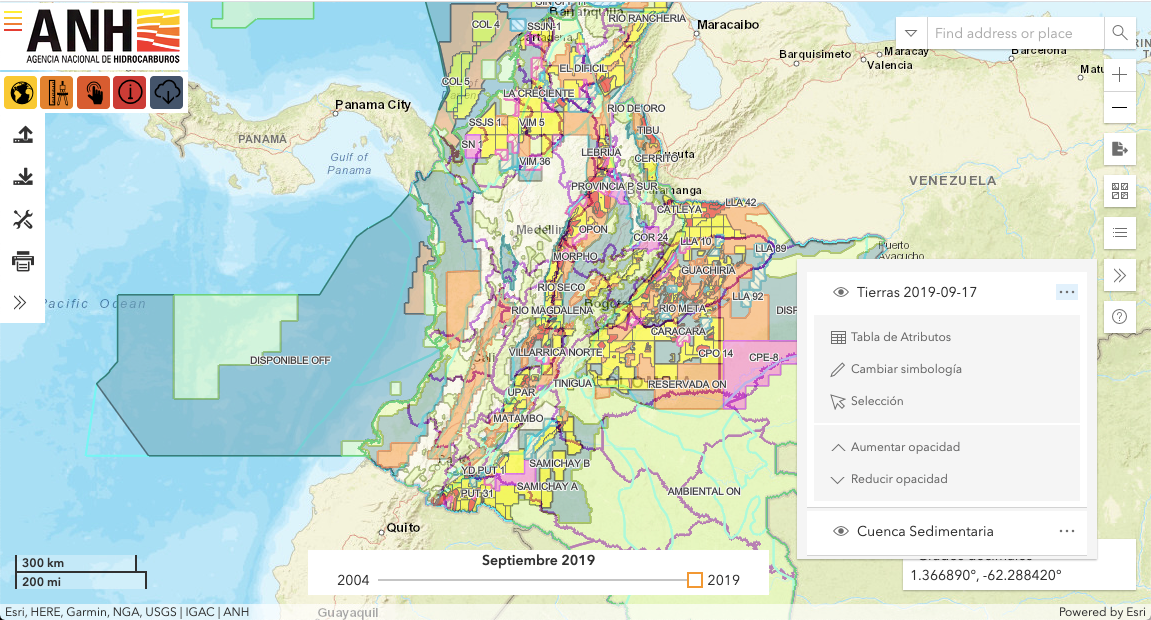 ANH
AGENCIA NACIONAL DE HIDROCARBUROS
Find address or place
COL 4
SSJN-1
RIO RANCHERIA
Maracaibo
Barquisimeto
Maracay
Valencia
Barcelona
EL DIFICIL
COL 5
LA CRECIENTE
Panama City
RIO DE ORO
PANAMÁ
SSJS 1
VIM 5
TIBU
SN 1
LEBRIJA
CERRITO
Gulf of
Panama
VIM 36
PROVINCIA P SUR
VENEZUELA
CATLEYA
LLA 42
OPON
COR 24
LLA 10
LLA 89
Puerto
Ayacucho
MORPHO
GUACHIRIA
Pacific Ocean
RIO SECO
Bogotá
LLA 92
RIO MAGDALENA
RIO META
CARACARA
DISPONIBLE OFF
VILLARRICA NORTE
CPO 14
CPE-8
TINIGUA
RESERVADA ON
UPAR
MATAMBO
YD PUT 1
SAMICHAY B
PUT-31
SAMICHAY A
AMBIENTAL ON
Quito
Guayaquil
Tierras 2019-09-17
Tabla de Atributos
Cambiar simbología
Selección
Aumentar opacidad
Reducir opacidad
Cuenca Sedimentaria
1.366890°, -62.288420°
300 km
200 mi
Septiembre 2019
2004
2019
Esri, HERE, Garmin, NGA, USGS | IGAC | ANH
Powered by Esri